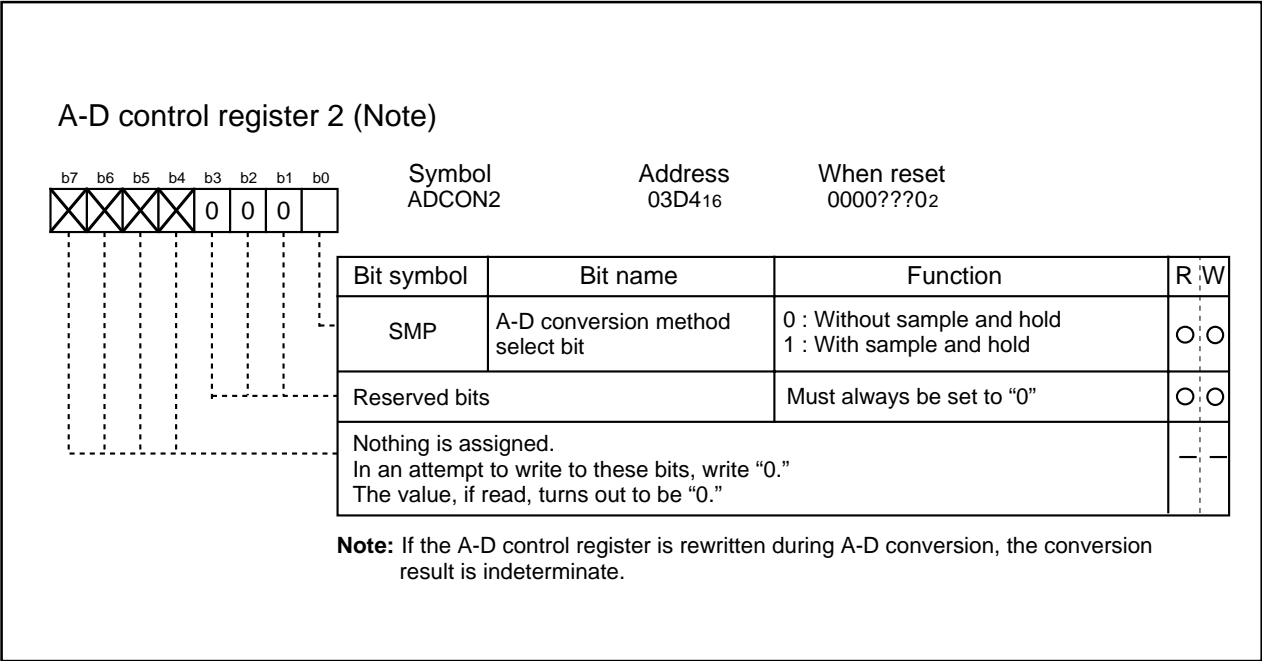 A-D control register 2 (Note)
b7 b6 b5 b4 b3 b2 b1 b0
0 0 0
Symbol Address When reset
ADCON2 03D416 0000???02
Bit symbol Bit name Function R W
SMP A-D conversion method select bit 0 : Without sample and hold
1 : With sample and hold
Reserved bits Must always be set to “0”
Nothing is assigned.
In an attempt to write to these bits, write “0.”
The value, if read, turns out to be “0.”
Note: If the A-D control register is rewritten during A-D conversion, the conversion
result is indeterminate.